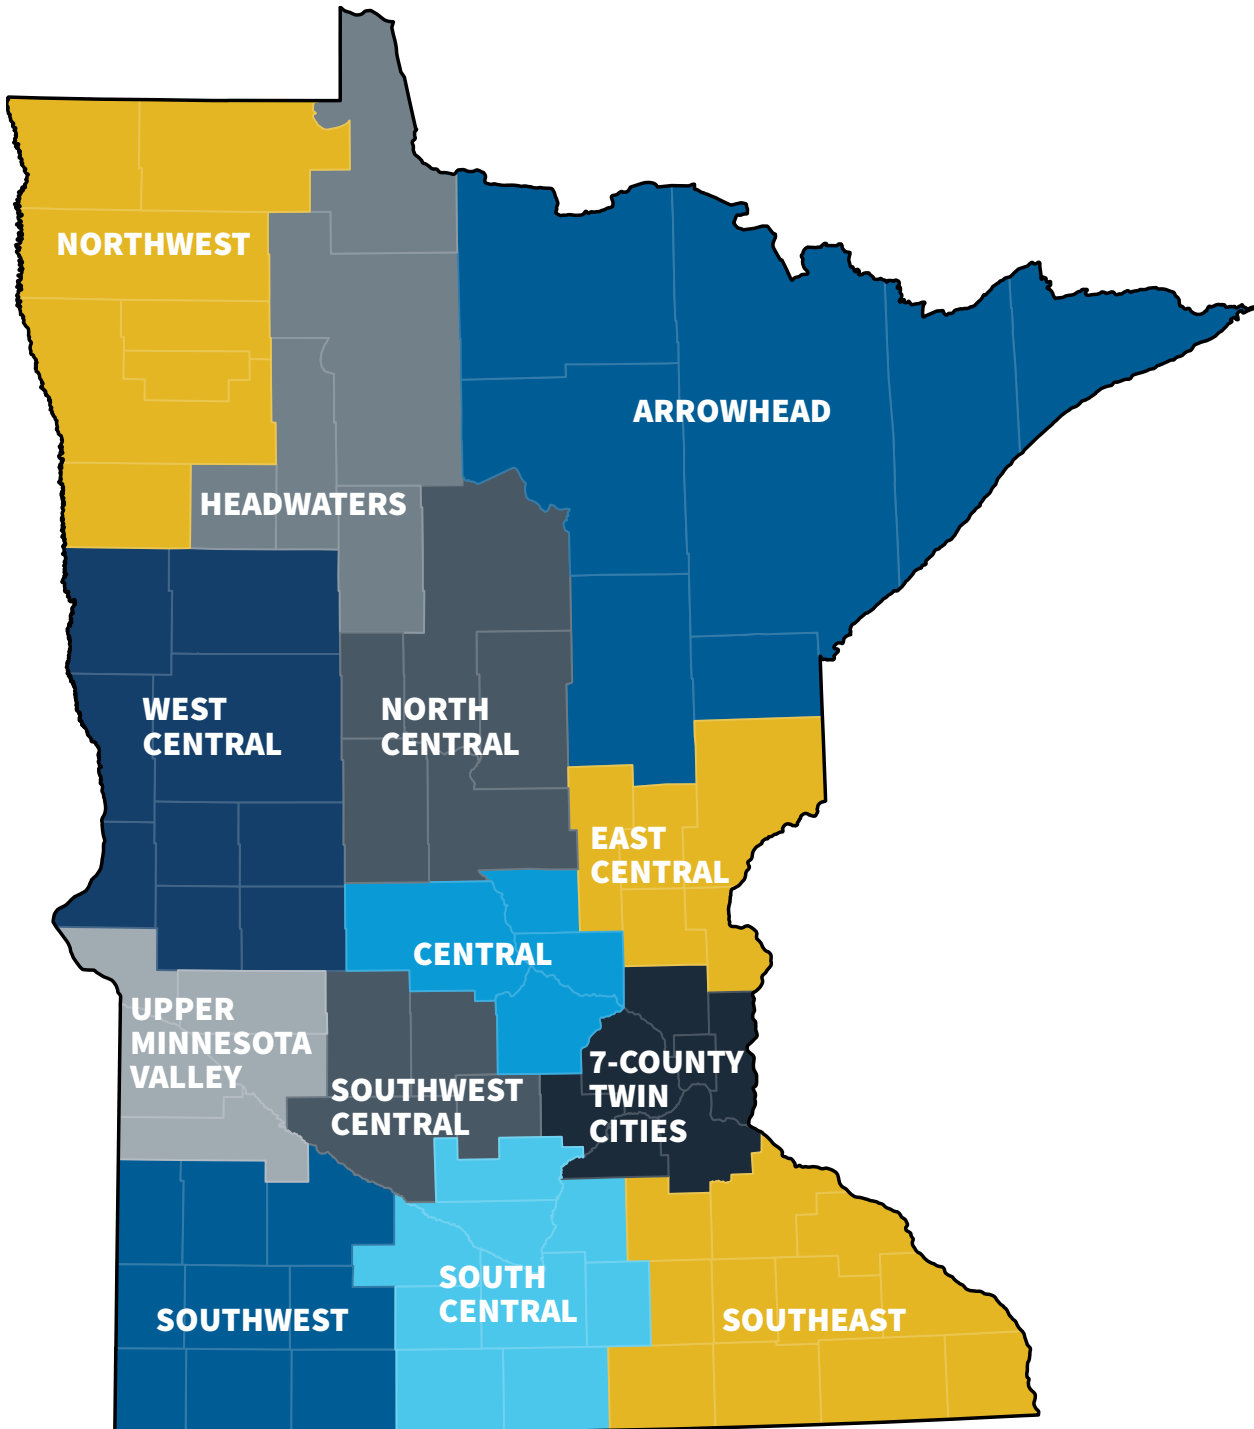 NORTHWEST
ARROWHEAD
HEADWATERS
WEST
CENTRAL
NORTH
CENTRAL
EAST
CENTRAL
CENTRAL
UPPER
MINNESOTA
VALLEY
SOUTHWEST
CENTRAL
7-COUNTY
TWIN
CITIES
SOUTH
CENTRAL
SOUTHWEST
SOUTHEAST